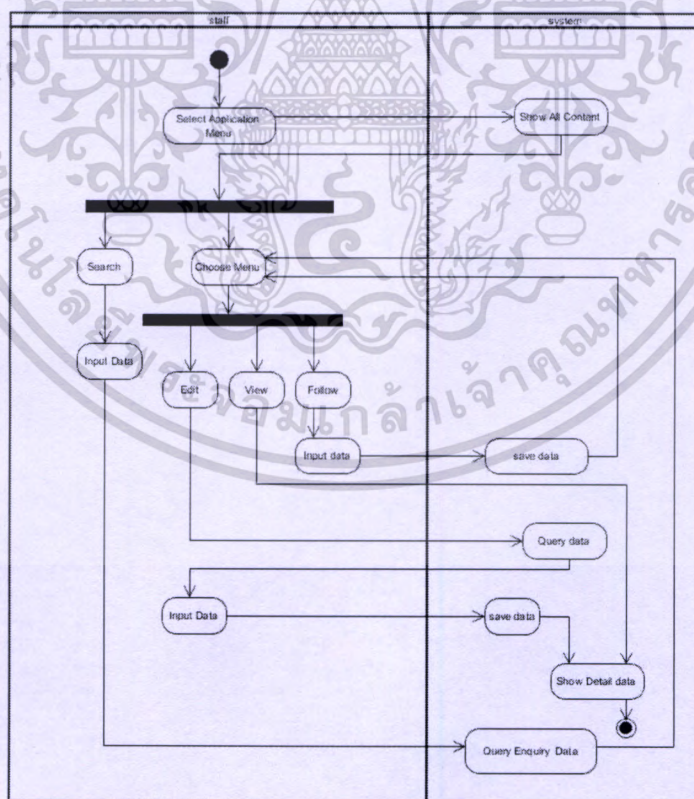 staff
system
Select Application
Menu
Show All Content
Search
Choose Menu
Input Data
Edit
View
Follow
Input data
save data
Query data
Input Data
save data
Show Detail data
Query Enquiry Data